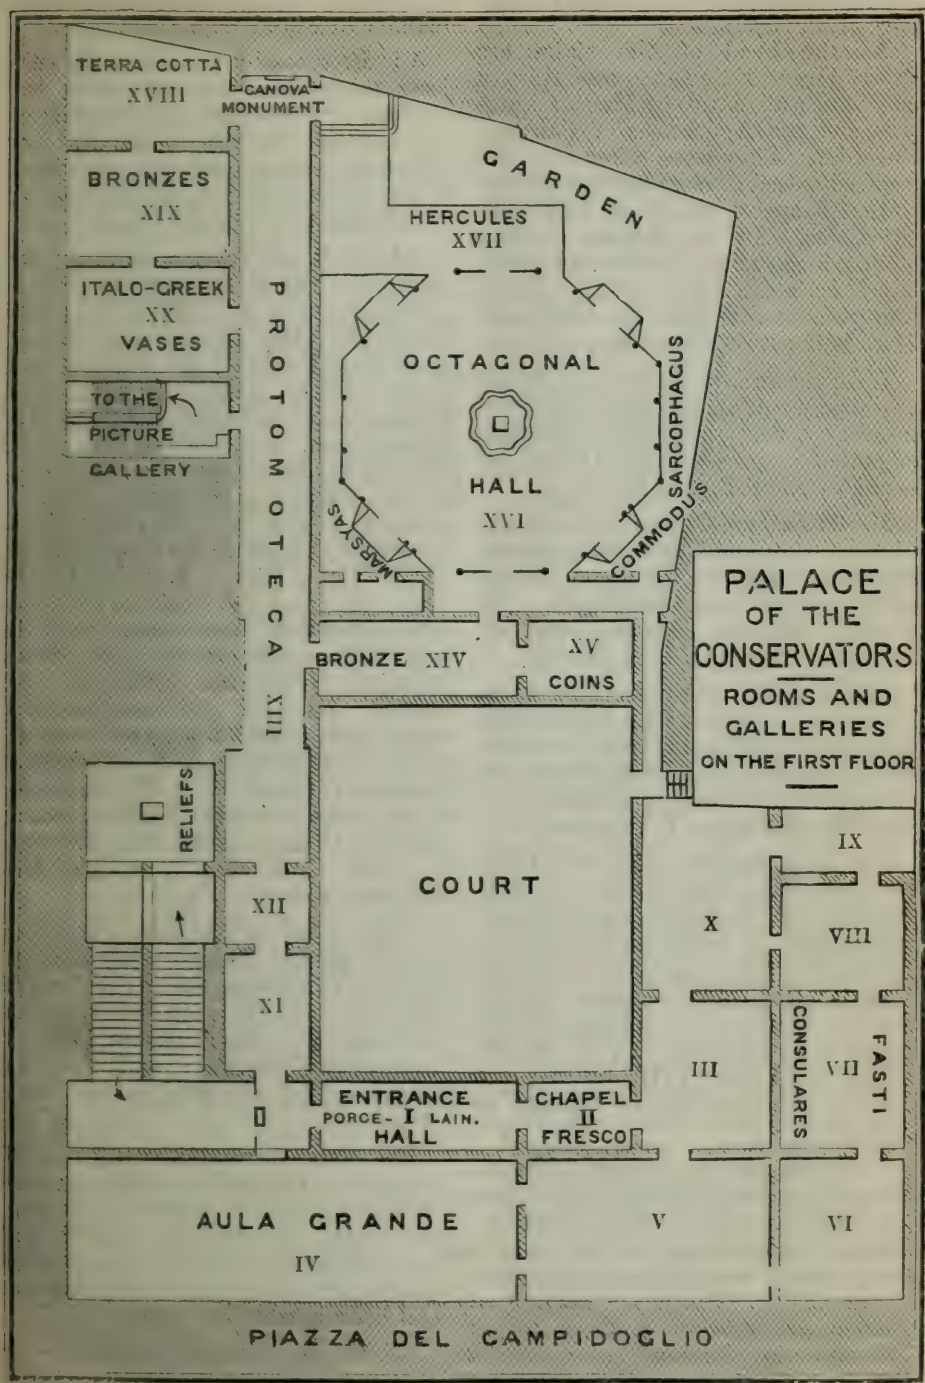 TERRA COTTA
XVIII
CANOVA
MONUMENT
GARDEN
BRONZES
XIX
HERCULES
XVII
ITALO-GREEK
XX
VASES
PROTOMOTECA XIII
OCTAGONAL
HALL
XVI
SARCOPHAGUS
COMMODUS
MARSYAS
TO THE
PICTURE
GALLERY
PALACE
OF THE
CONSERVATORS
ROOMS AND
GALLERIES
ON THE FIRST FLOOR
BRONZE XIV
XV
COINS
RELIEFS
COURT
IX
XII
X
VIII
XI
III
CONSULARES
VII
FASTI
ENTRANCE
PORCE- I LAIN.
HALL
CHAPEL
II
FRESCO
AULA GRANDE
IV
V
VI
PIAZZA DEL CAMPIDOGLIO